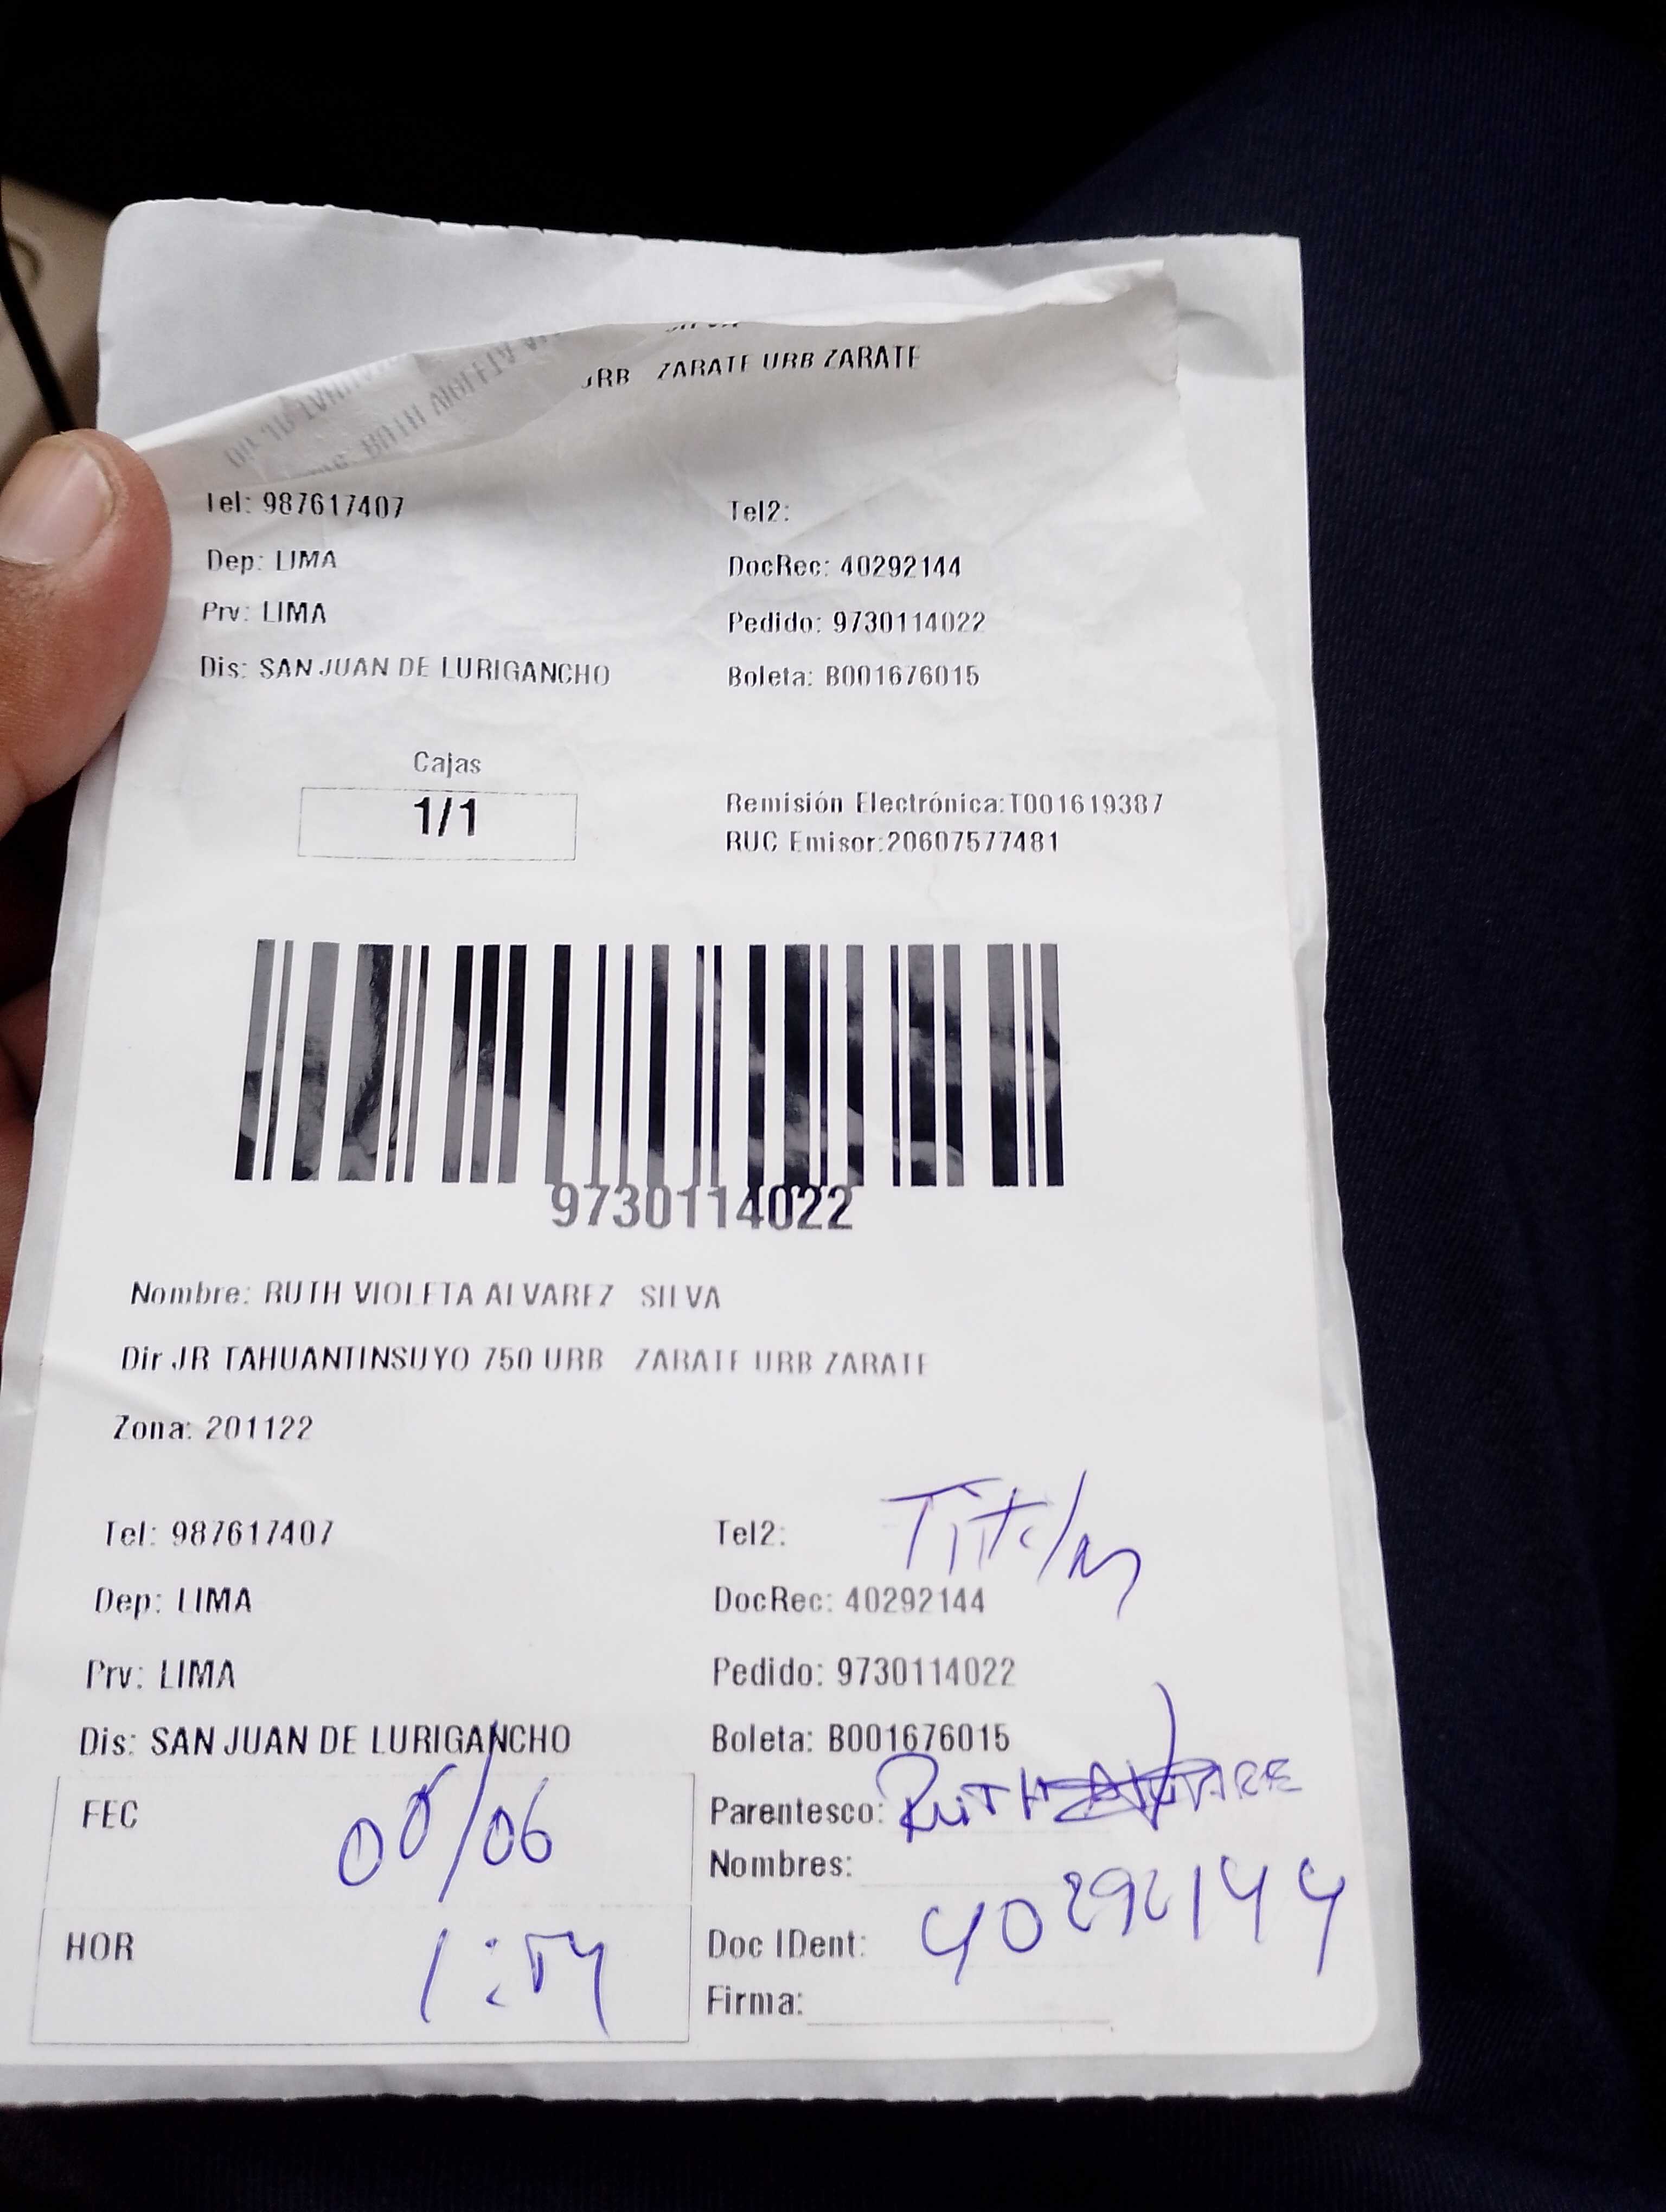 URB ZARATE URB ZARATE
Tel: 987617407 Tel2:
Dep: LIMA DocRec: 40292144
Prv: LIMA Pedido: 9730114022
Dis: SAN JUAN DE LURIGANCHO Boleta: B001676015
Cajas
1/1
Remisión Electrónica:T001619387
RUC Emisor:20607577481
9730114022
Nombre: RUTH VIOLETA ALVAREZ SILVA
Dir JR TAHUANTINSUYO 750 URB ZARATE URB ZARATE
Zona: 201122
Titular
Tel: 987617407 Tel2:
Dep: LIMA DocRec: 40292144
Prv: LIMA Pedido: 9730114022
Dis: SAN JUAN DE LURIGANCHO Boleta: B001676015
FEC /06
Parentesco: RUTH
Nombres:
HOR 1:54
Doc IDent: 40292144
Firma: